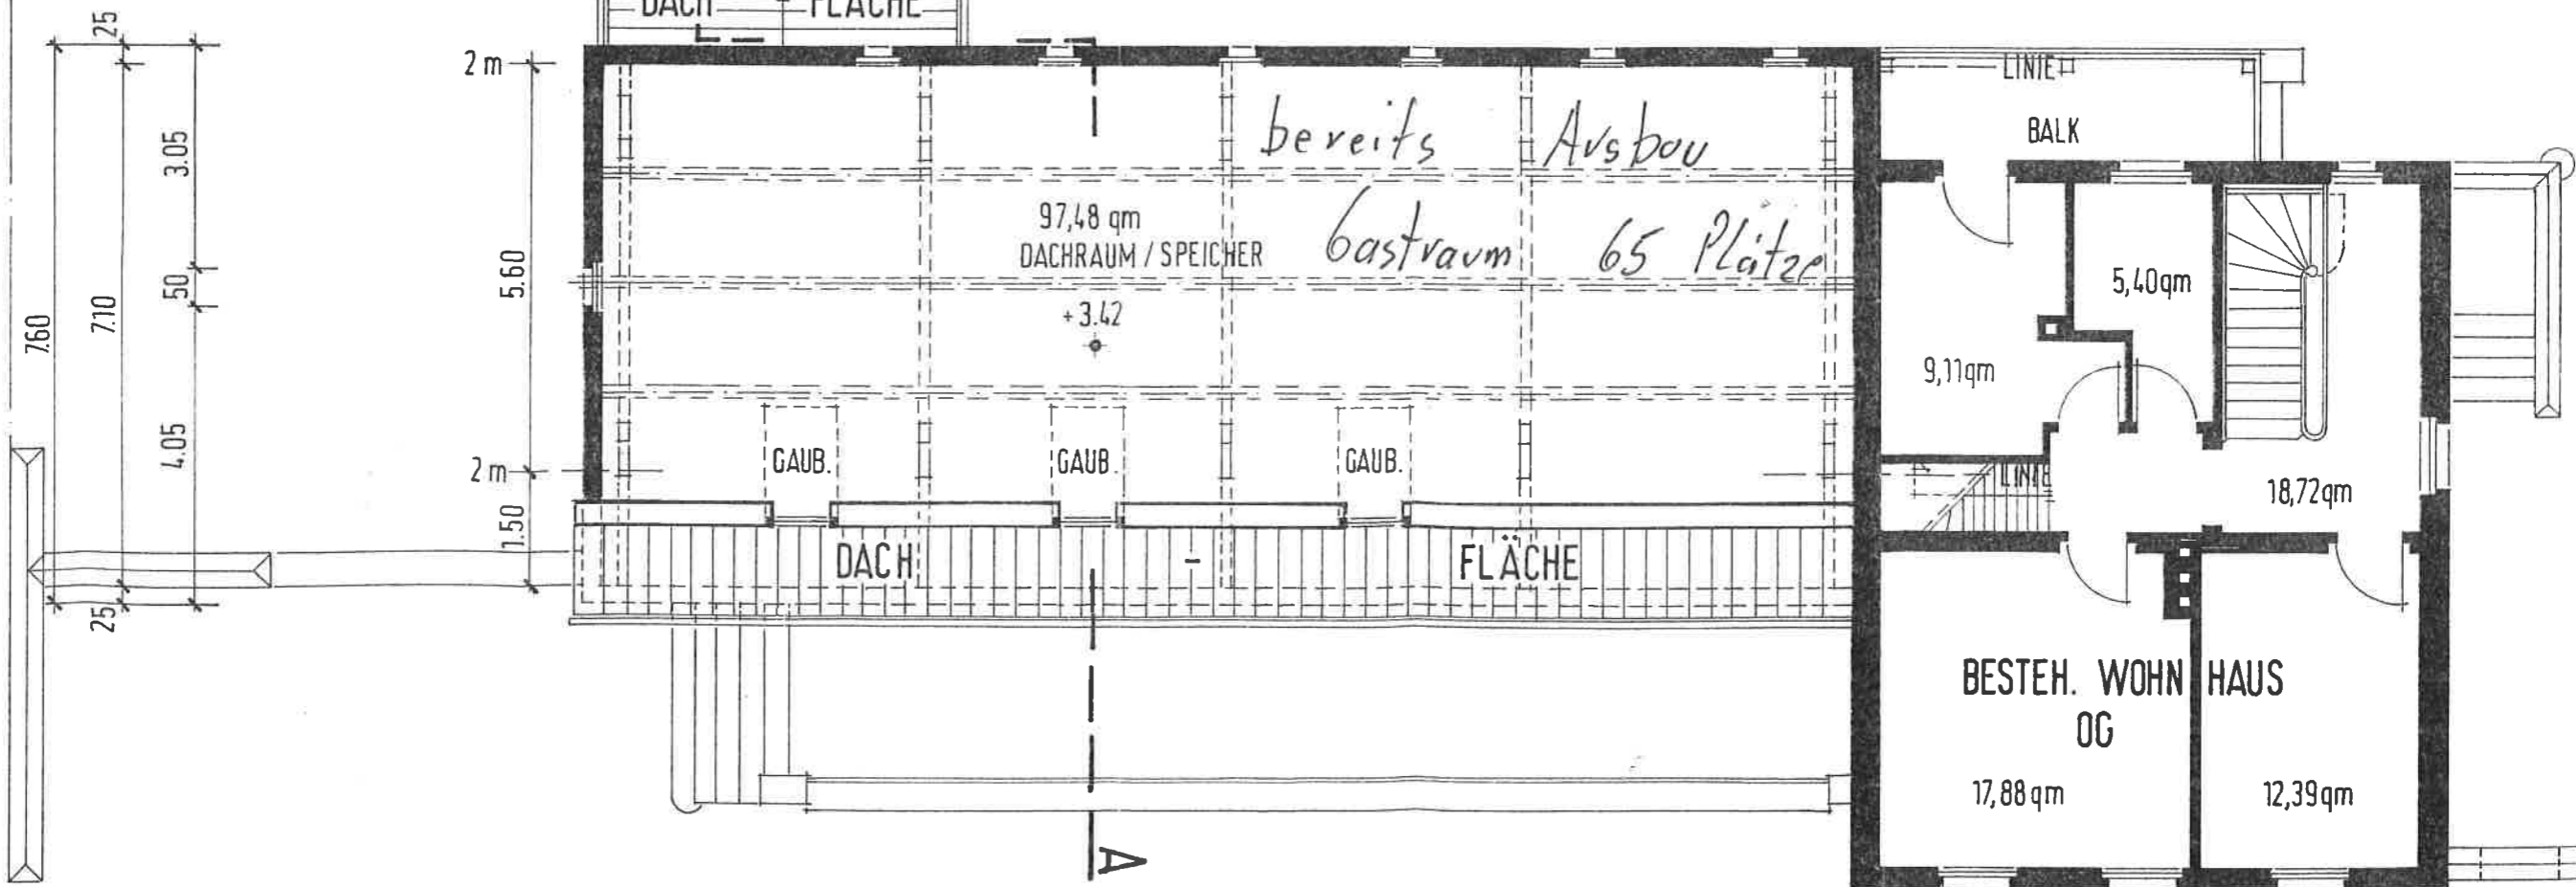 DACH FLÄCHE
25
2 m
LINIE
BALK
3.05
bereits Ausbau
97,48 qm
DACHRAUM / SPEICHER
Gastraum 65 Plätze
5.60
50
7.10
7.60
5,40qm
+3.42
9,11qm
4.05
GAUB.
GAUB.
GAUB.
2 m
LINIE
18,72qm
1.50
DACH - FLÄCHE
25
BESTEH. WOHN HAUS
OG
17,88qm
12,39qm
A